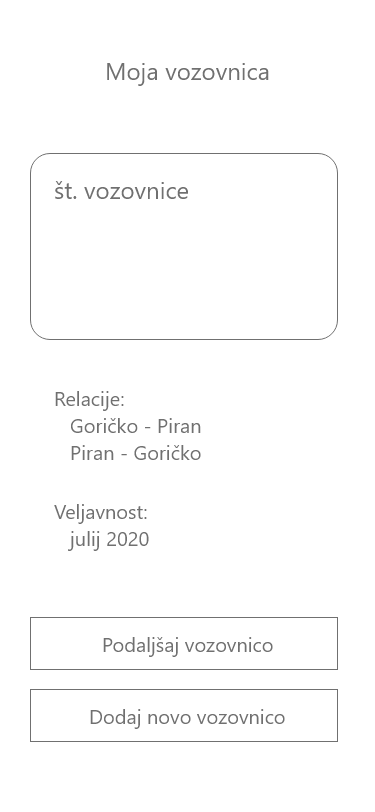 Moja vozovnica
št. vozovnice
Relacije:
Goričko - Piran
Piran - Goričko
Veljavnost:
julij 2020
Podaljšaj vozovnico
Dodaj novo vozovnico